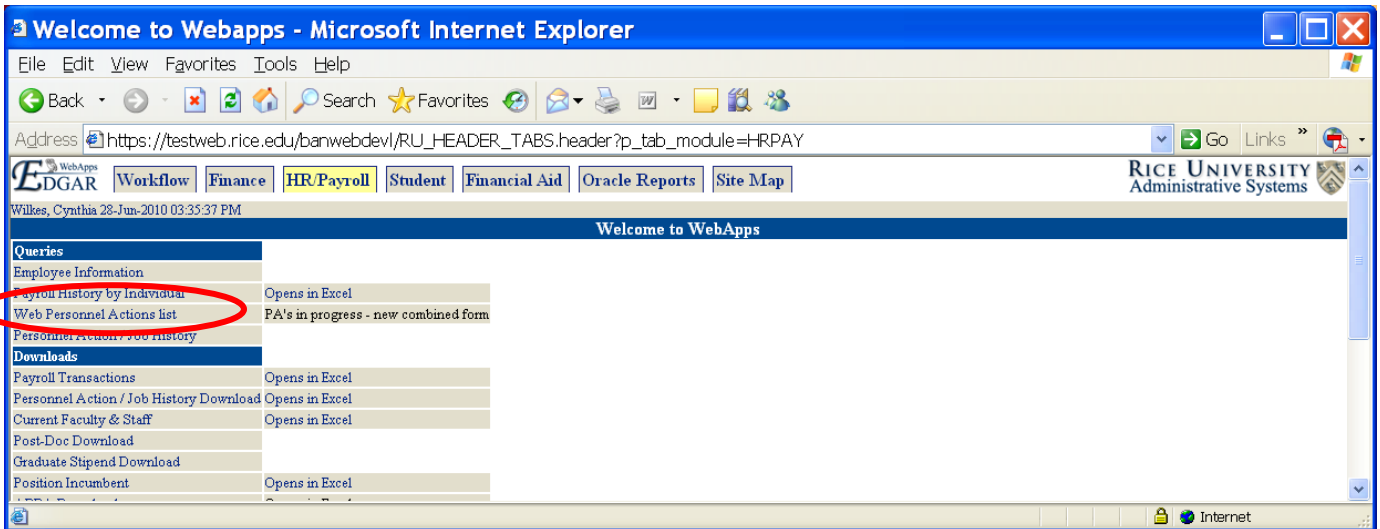 Welcome to Webapps - Microsoft Internet Explorer
File Edit View Favorites Tools Help
Back Search Favorites
Address https://testweb.rice.edu/banwebdevl/RU_HEADER_TABS.header?p_tab_module=HRPAY Go Links »
WebApps
EDGAR Workflow Finance HR/Payroll Student Financial Aid Oracle Reports Site Map
RICE UNIVERSITY
Administrative Systems
Wilkes, Cynthia 28-Jun-2010 03:35:37 PM
Welcome to WebApps
Queries
Employee Information
Payroll History by Individual Opens in Excel
Web Personnel Actions list PA's in progress - new combined form
Personnel Action / Job History
Downloads
Payroll Transactions Opens in Excel
Personnel Action / Job History Download Opens in Excel
Current Faculty & Staff Opens in Excel
Post-Doc Download
Graduate Stipend Download
Position Incumbent Opens in Excel
Internet